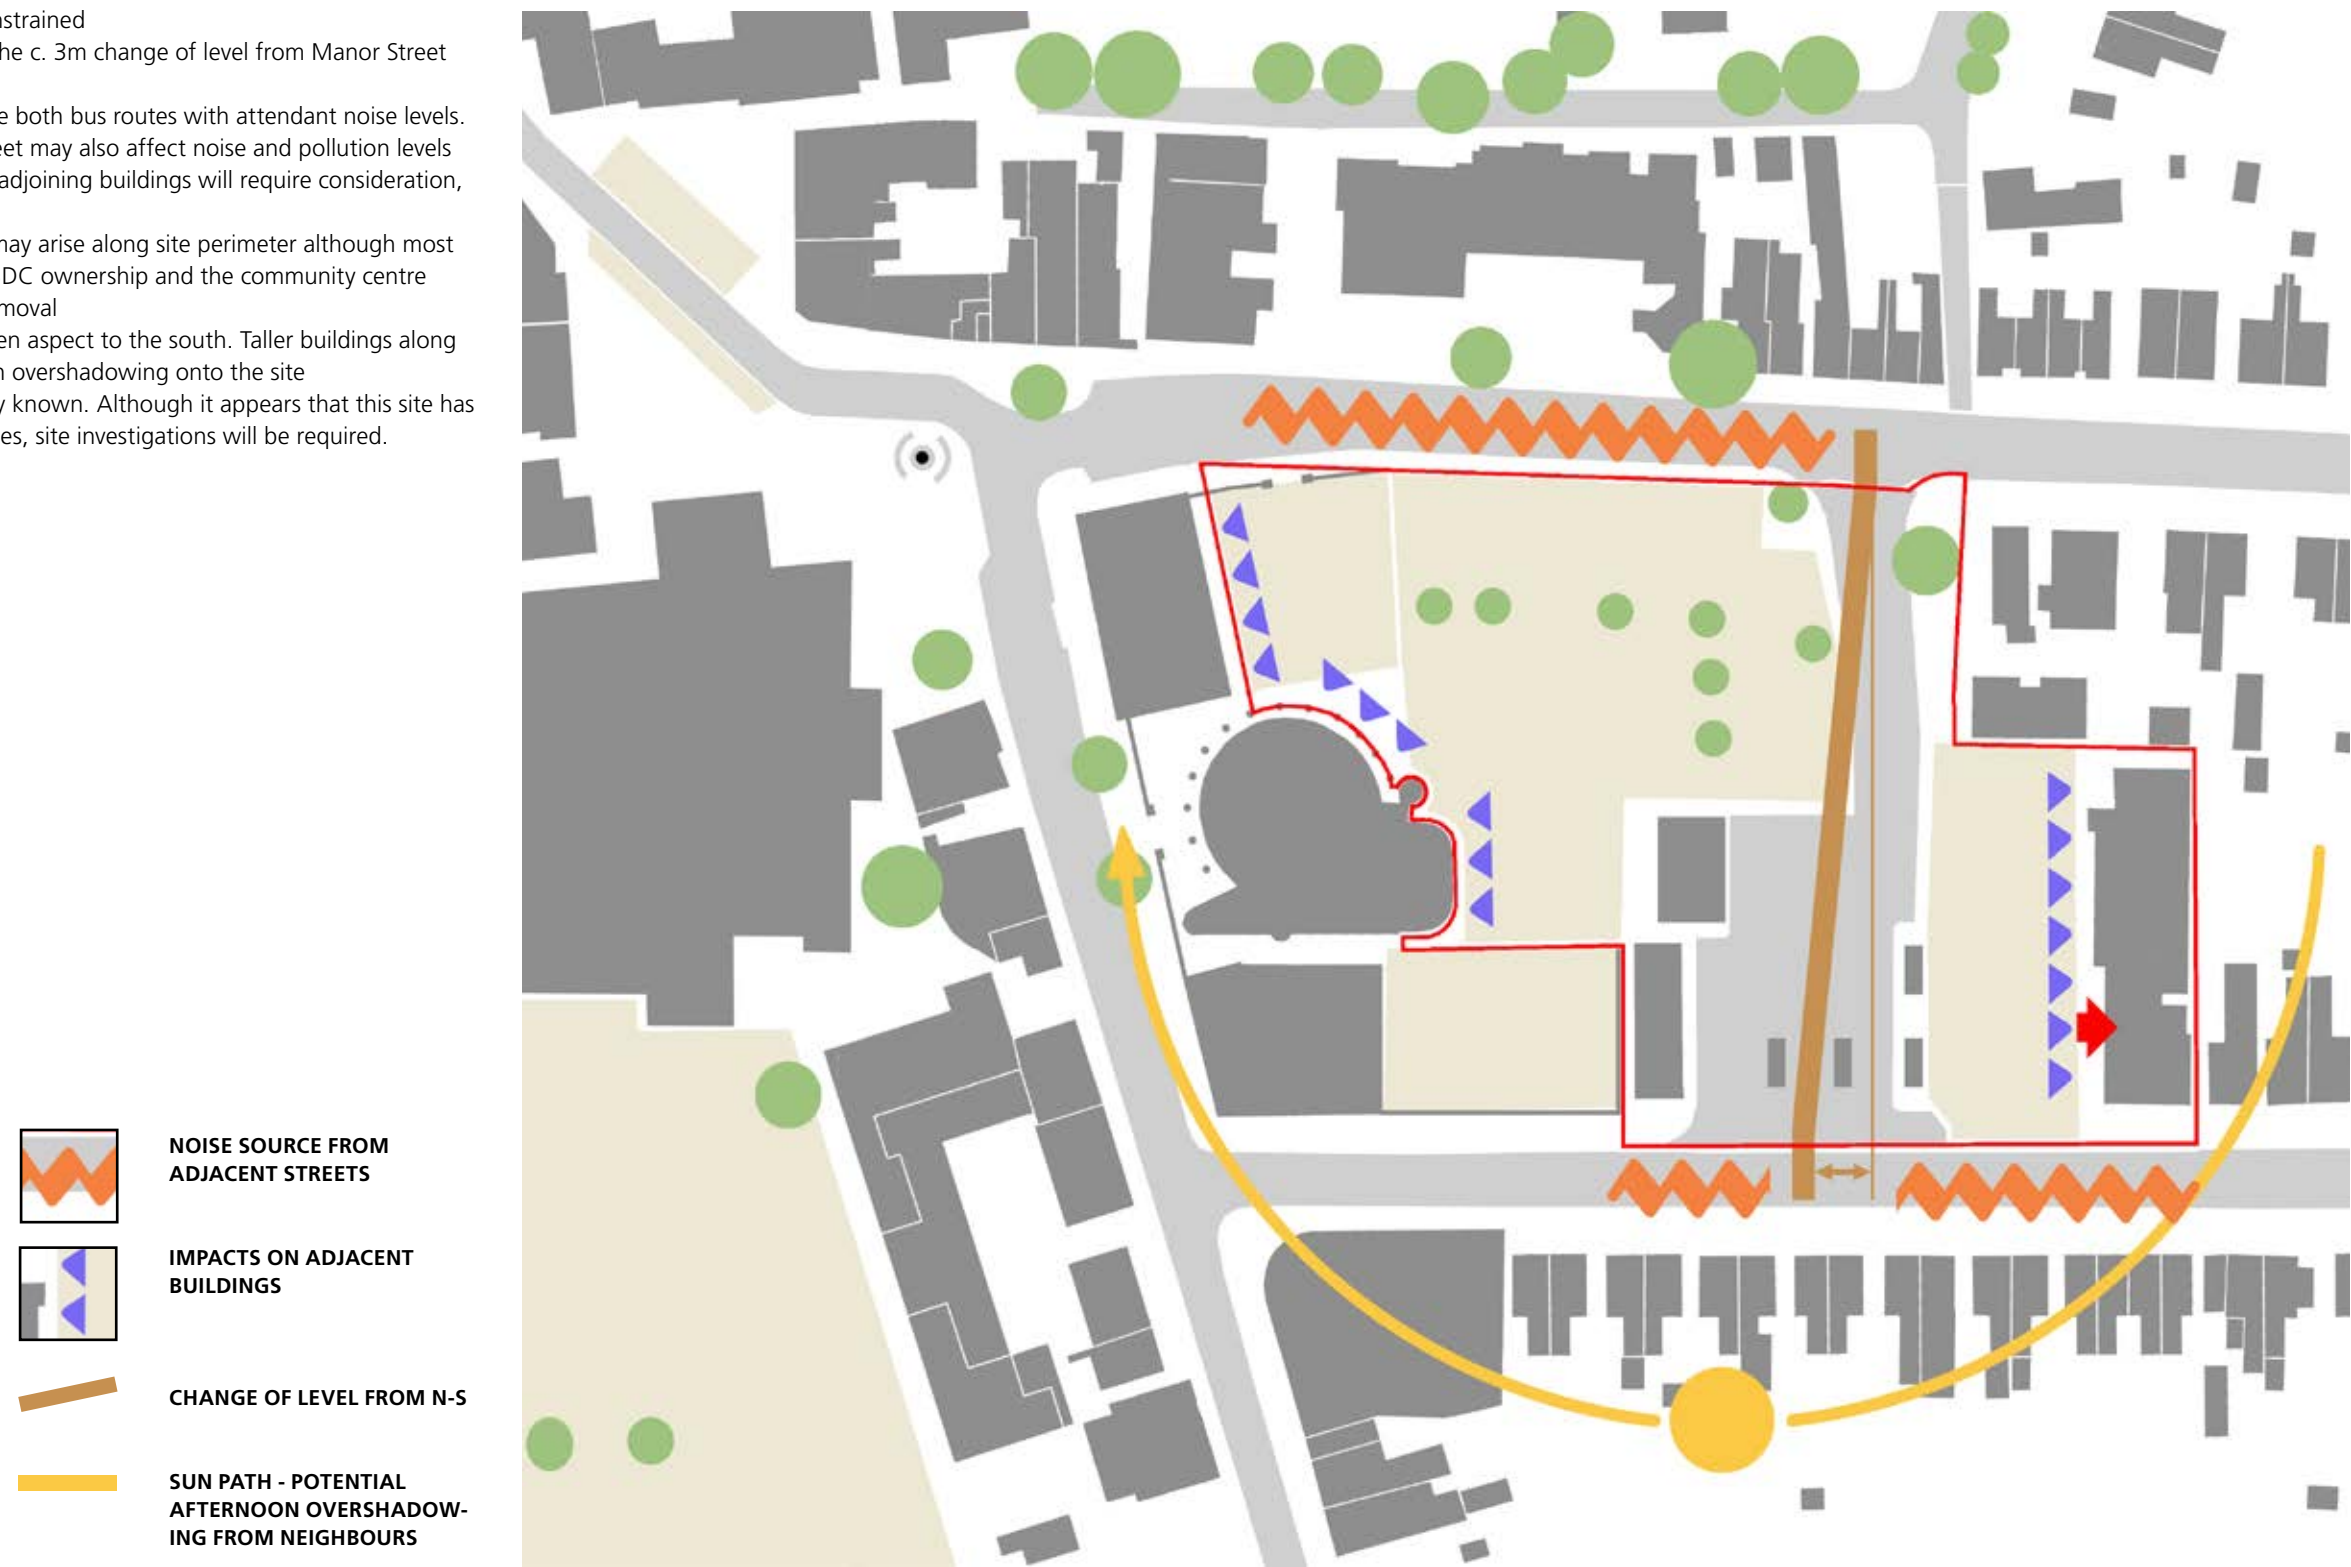 nstrained
he c. 3m change of level from Manor Street
e both bus routes with attendant noise levels.
eet may also affect noise and pollution levels
adjoining buildings will require consideration,
may arise along site perimeter although most
DC ownership and the community centre
moval
en aspect to the south. Taller buildings along
n overshadowing onto the site
y known. Although it appears that this site has
es, site investigations will be required.
NOISE SOURCE FROM
ADJACENT STREETS
IMPACTS ON ADJACENT
BUILDINGS
CHANGE OF LEVEL FROM N-S
SUN PATH - POTENTIAL
AFTERNOON OVERSHADOW-
ING FROM NEIGHBOURS